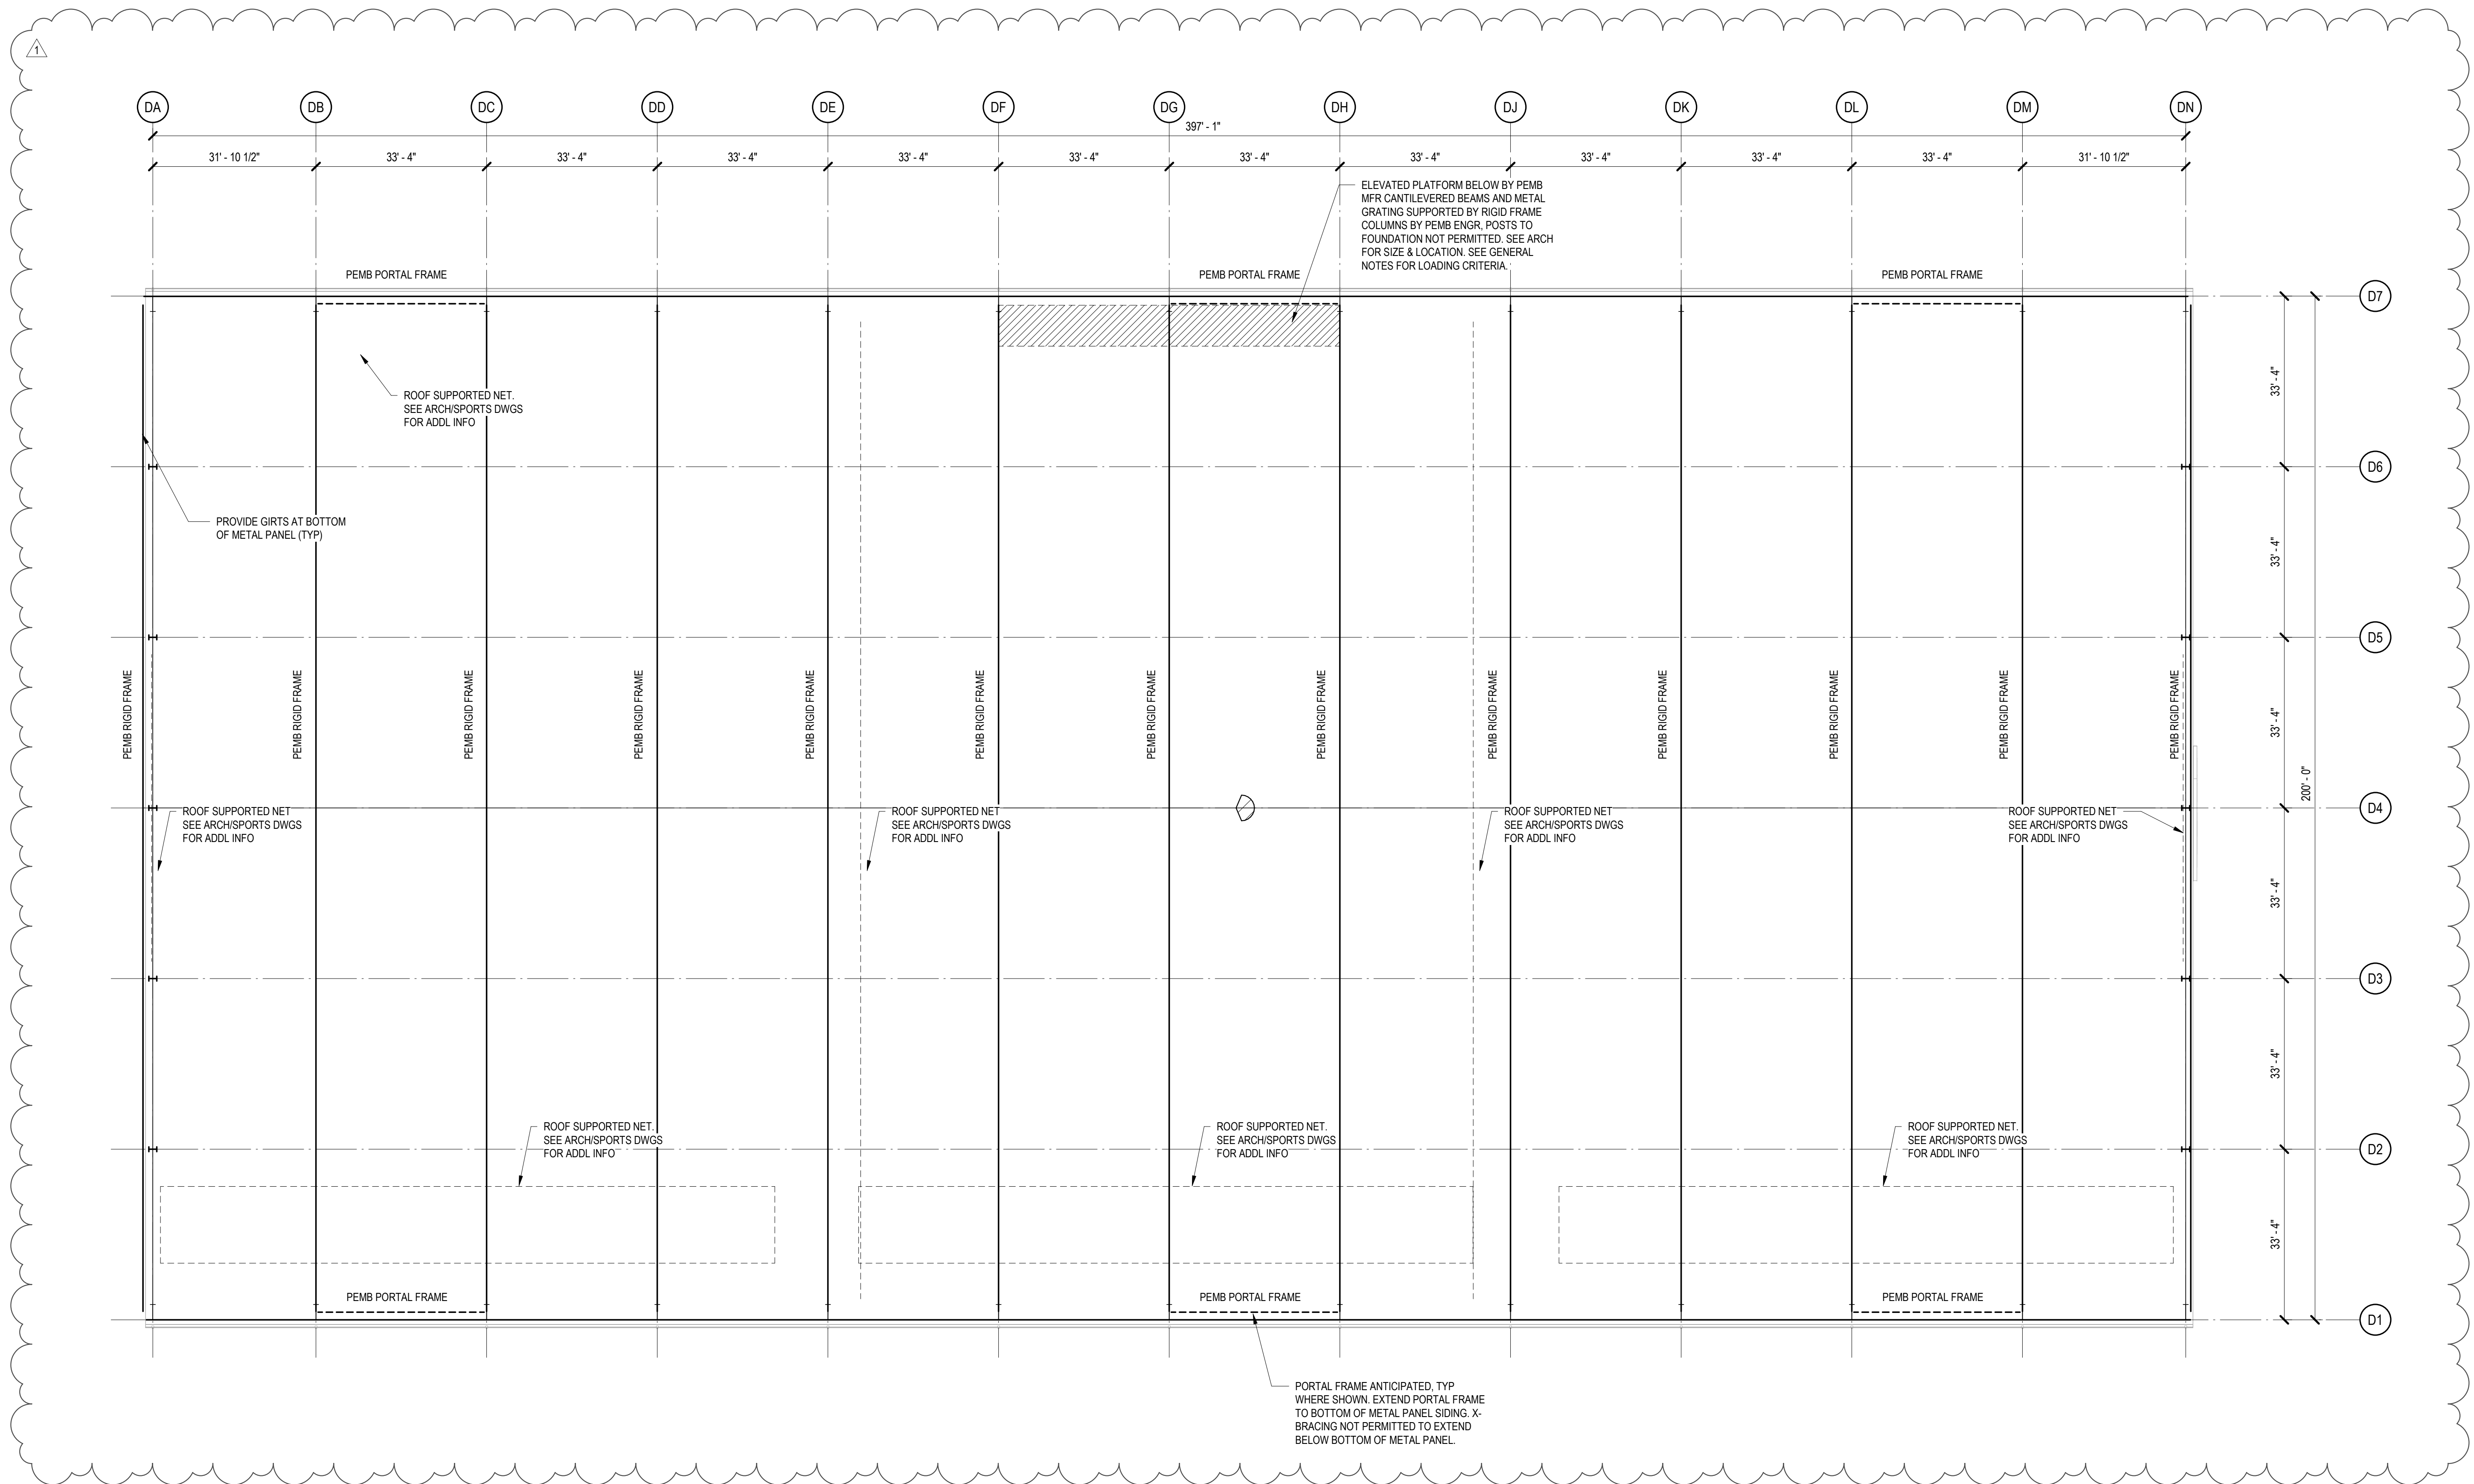 1
DA
DB
DC
DD
DE
DF
DG
DH
DJ
DK
DL
DM
DN
397' - 1"
31' - 10 1/2"
33' - 4"
33' - 4"
33' - 4"
33' - 4"
33' - 4"
33' - 4"
33' - 4"
33' - 4"
33' - 4"
33' - 4"
31' - 10 1/2"
ELEVATED PLATFORM BELOW BY PEMB
MFR CANTILEVERED BEAMS AND METAL
GRATING SUPPORTED BY RIGID FRAME
COLUMNS BY PEMB ENGR, POSTS TO
FOUNDATION NOT PERMITTED. SEE ARCH
FOR SIZE & LOCATION. SEE GENERAL
NOTES FOR LOADING CRITERIA.
PEMB PORTAL FRAME
PEMB PORTAL FRAME
PEMB PORTAL FRAME
D7
33' - 4"
ROOF SUPPORTED NET.
SEE ARCH/SPORTS DWGS
FOR ADDL INFO
D6
PROVIDE GIRTS AT BOTTOM
OF METAL PANEL (TYP)
33' - 4"
D5
PEMB RIGID FRAME
PEMB RIGID FRAME
PEMB RIGID FRAME
PEMB RIGID FRAME
PEMB RIGID FRAME
PEMB RIGID FRAME
PEMB RIGID FRAME
PEMB RIGID FRAME
PEMB RIGID FRAME
PEMB RIGID FRAME
PEMB RIGID FRAME
PEMB RIGID FRAME
PEMB RIGID FRAME
33' - 4"
200' - 0"
D4
ROOF SUPPORTED NET
SEE ARCH/SPORTS DWGS
FOR ADDL INFO
ROOF SUPPORTED NET
SEE ARCH/SPORTS DWGS
FOR ADDL INFO
ROOF SUPPORTED NET
SEE ARCH/SPORTS DWGS
FOR ADDL INFO
ROOF SUPPORTED NET
SEE ARCH/SPORTS DWGS
FOR ADDL INFO
33' - 4"
D3
33' - 4"
ROOF SUPPORTED NET.
SEE ARCH/SPORTS DWGS
FOR ADDL INFO
ROOF SUPPORTED NET.
SEE ARCH/SPORTS DWGS
FOR ADDL INFO
ROOF SUPPORTED NET.
SEE ARCH/SPORTS DWGS
FOR ADDL INFO
D2
33' - 4"
PEMB PORTAL FRAME
PEMB PORTAL FRAME
PEMB PORTAL FRAME
D1
PORTAL FRAME ANTICIPATED, TYP
WHERE SHOWN. EXTEND PORTAL FRAME
TO BOTTOM OF METAL PANEL SIDING. X-
BRACING NOT PERMITTED TO EXTEND
BELOW BOTTOM OF METAL PANEL.